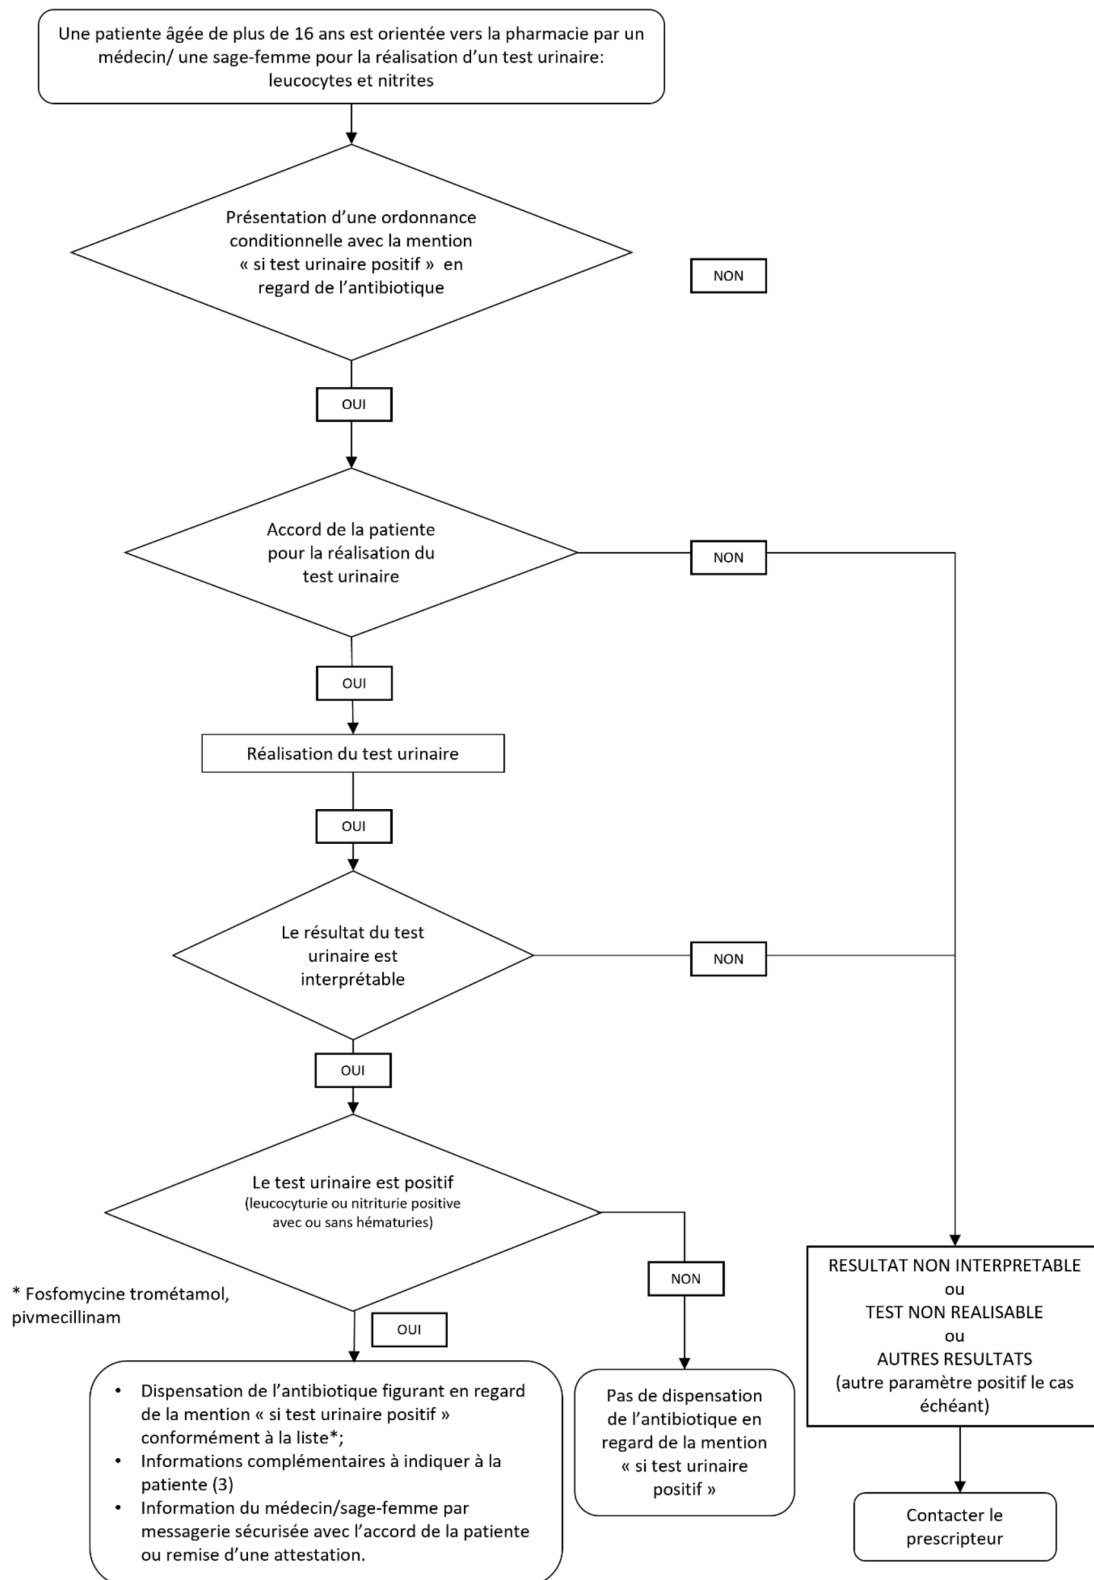 Une patiente âgée de plus de 16 ans est orientée vers la pharmacie par un
médecin/ une sage-femme pour la réalisation d’un test urinaire:
leucocytes et nitrites
Présentation d’une ordonnance
conditionnelle avec la mention
« si test urinaire positif » en
regard de l’antibiotique
NON
OUI
Accord de la patiente
pour la réalisation du
test urinaire
NON
OUI
Réalisation du test urinaire
OUI
Le résultat du test
urinaire est
interprétable
NON
OUI
Le test urinaire est positif
(leucocyturie ou nitriturie positive
avec ou sans hématuries)
NON
* Fosfomycine trométamol,
pivmecillinam
OUI
• Dispensation de l’antibiotique figurant en regard
de la mention « si test urinaire positif »
conformément à la liste*;
• Informations complémentaires à indiquer à la
patiente (3)
• Information du médecin/sage-femme par
messagerie sécurisée avec l’accord de la patiente
ou remise d’une attestation.
Pas de dispensation
de l’antibiotique en
regard de la mention
« si test urinaire
positif »
RESULTAT NON INTERPRETABLE
ou
TEST NON REALISABLE
ou
AUTRES RESULTATS
(autre paramètre positif le cas
échéant)
Contacter le
prescripteur